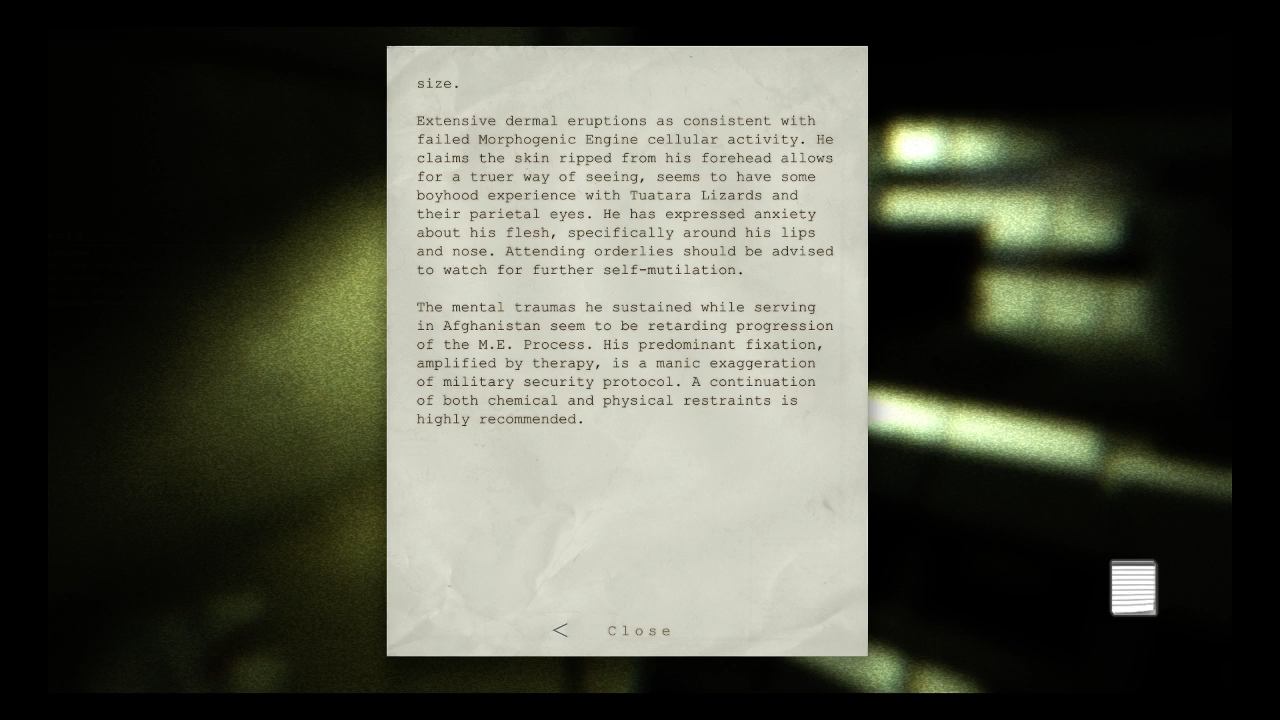 size.
Extensive dermal eruptions as consistent with
failed Morphogenic Engine cellular activity. He
claims the skin ripped from his forehead allows
for a truer way of seeing, seems to have some
boyhood experience with Tuatara Lizards and
their parietal eyes. He has expressed anxiety
about his flesh, specifically around his lips
and nose. Attending orderlies should be advised
to watch for further self-mutilation.
The mental traumas he sustained while serving
in Afghanistan seem to be retarding progression
of the M.E. Process. His predominant fixation,
amplified by therapy, is a manic exaggeration
of military security protocol. A continuation
of both chemical and physical restraints is
highly recommended.
< Close